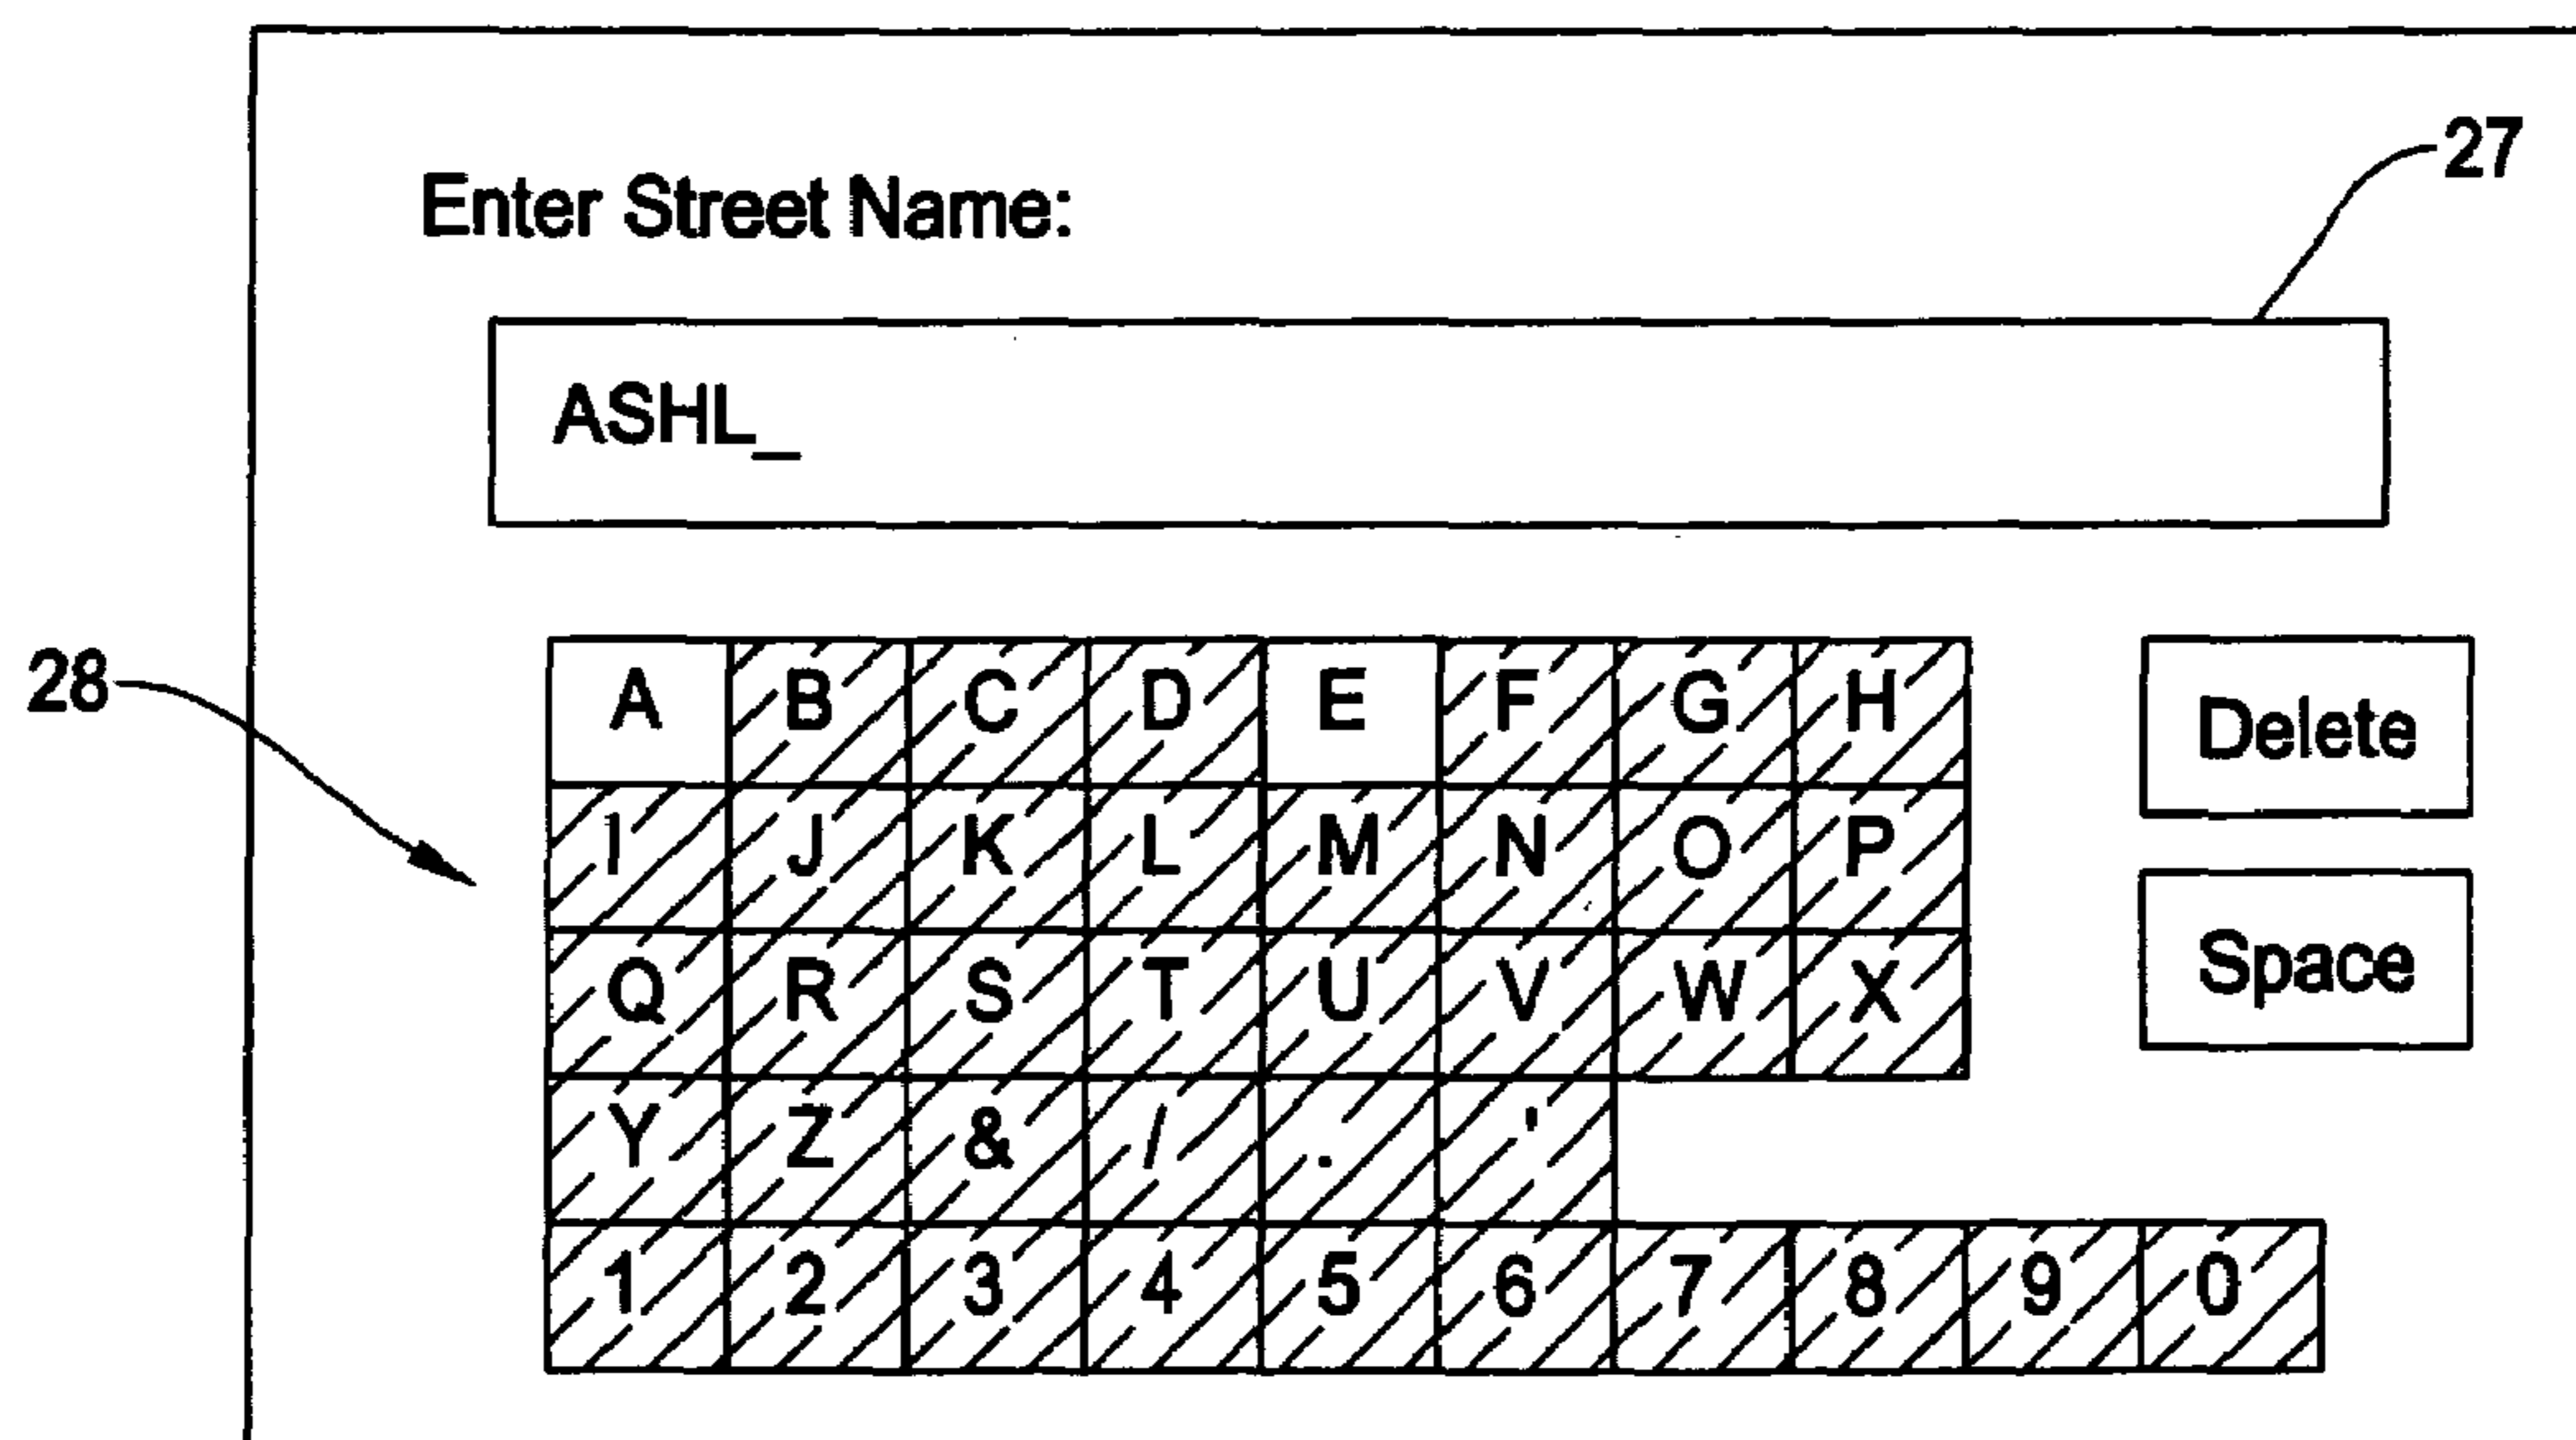 27
Enter Street Name:
ASHL_
28
A B C D E F G H
Delete
I J K L M N O P
Space
Q R S T U V W X
Y Z & / . '
1 2 3 4 5 6 7 8 9 0